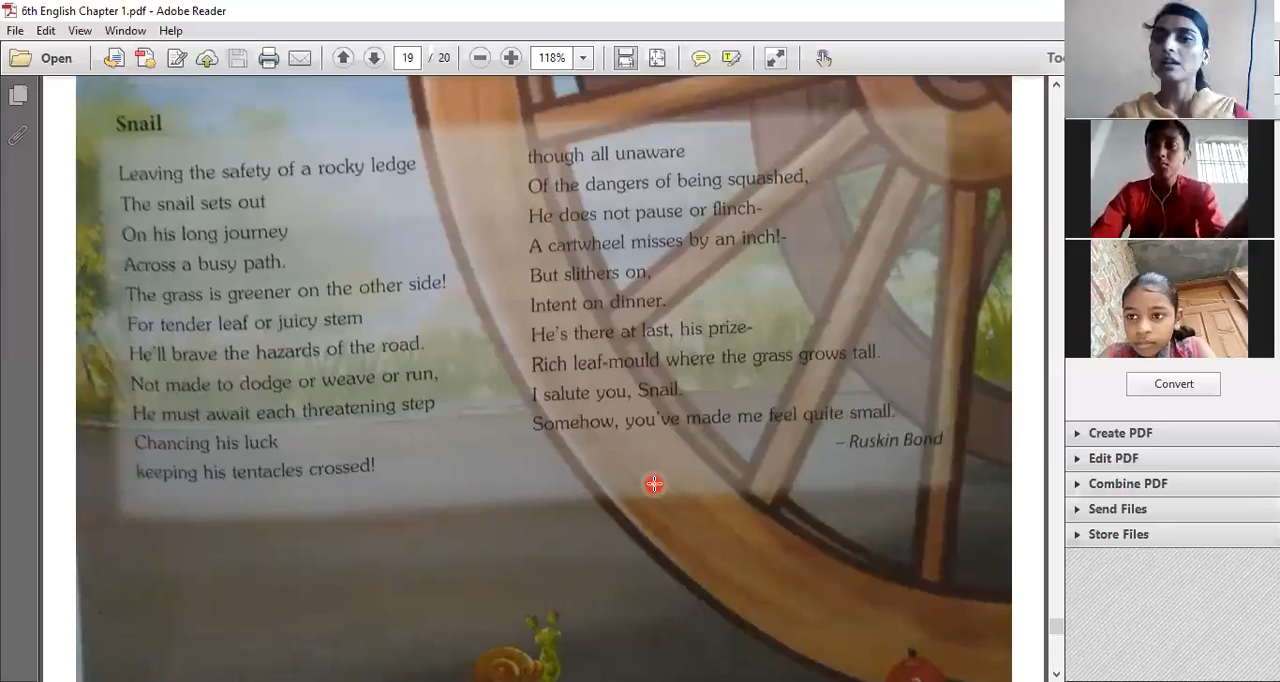 6th English Chapter 1.pdf - Adobe Reader
File Edit View Window Help
Open 19 / 20 118%
Snail
Leaving the safety of a rocky ledge
The snail sets out
On his long journey
Across a busy path.
The grass is greener on the other side!
For tender leaf or juicy stem
He'll brave the hazards of the road.
Not made to dodge or weave or run,
He must await each threatening step
Chancing his luck
keeping his tentacles crossed!
though all unaware
Of the dangers of being squashed,
He does not pause or flinch-
A cartwheel misses by an inch!-
But slithers on,
Intent on dinner.
He's there at last, his prize-
Rich leaf-mould where the grass grows tall.
I salute you, Snail.
Somehow, you've made me feel quite small.
– Ruskin Bond
Convert
Create PDF
Edit PDF
Combine PDF
Send Files
Store Files